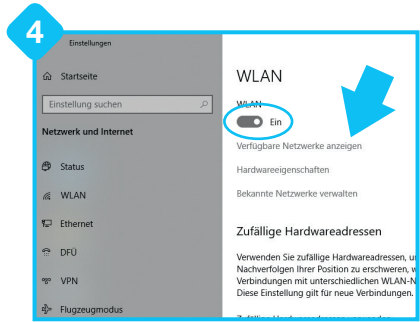 4
Einstellungen
Startseite
Einstellung suchen
Netzwerk und Internet
Status
WLAN
Ethernet
DFÜ
VPN
Flugzeugmodus
WLAN
WLAN
Ein
Verfügbare Netzwerke anzeigen
Hardwareeigenschaften
Bekannte Netzwerke verwalten
Zufällige Hardwareadressen
Verwenden Sie zufällige Hardwareadressen, u
Nachverfolgen Ihrer Position zu erschweren, w
Verbindungen mit unterschiedlichen WLAN-N
Diese Einstellung gilt für neue Verbindungen.